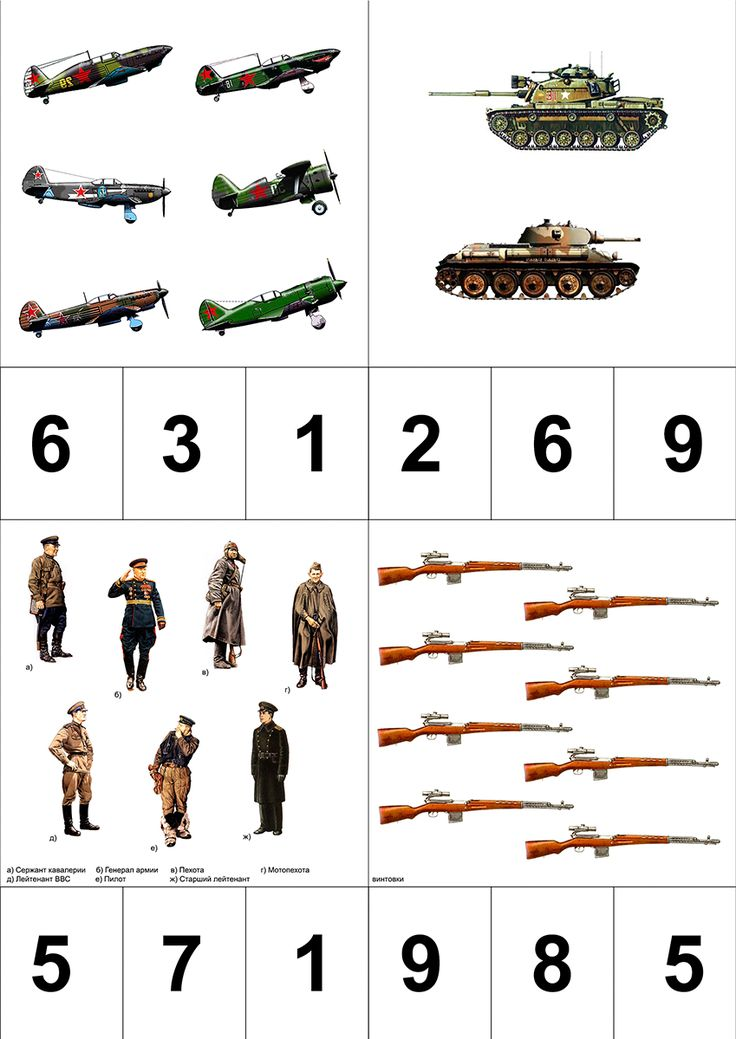 6 3 1 2 6 9
а)
б)
в)
г)
д)
е)
ж)
а) Сержант кавалерии б) Генерал армии в) Пехота г) Мотопехота
д) Лейтенант ВВС е) Пилот ж) Старший лейтенант
винтовки
5 7 1 9 8 5